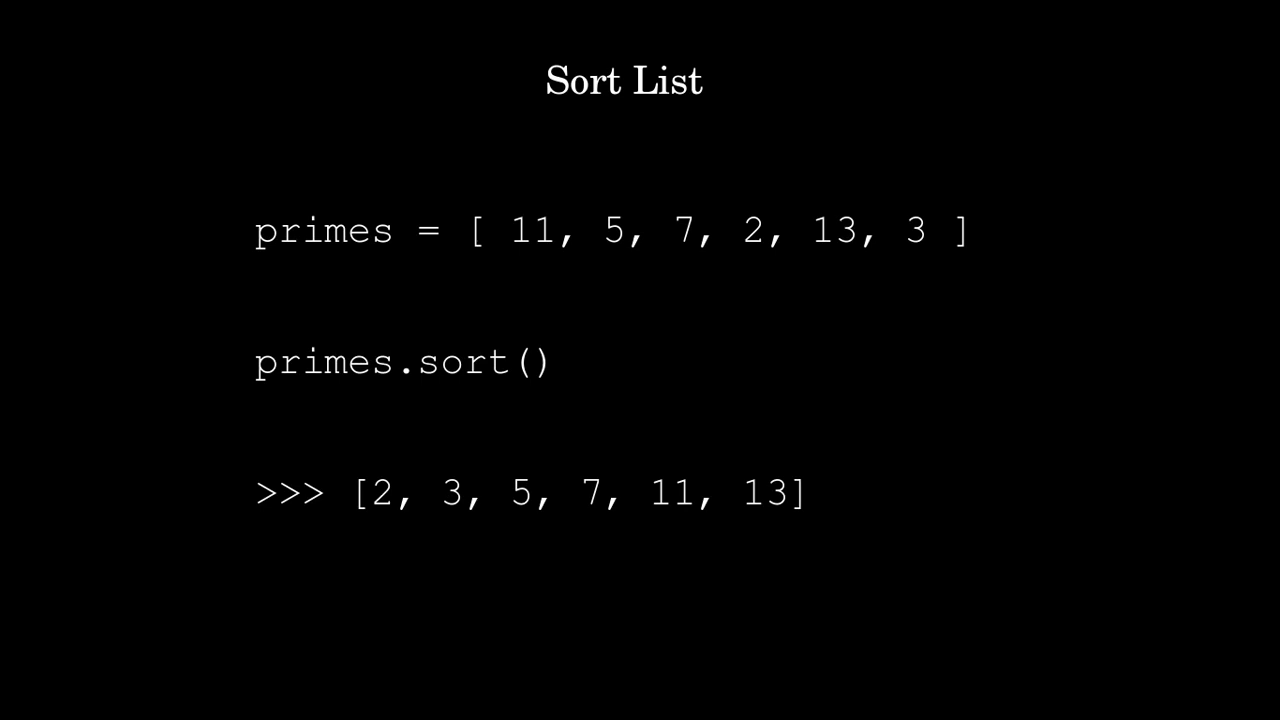 Sort List
primes = [ 11, 5, 7, 2, 13, 3 ]
primes.sort()
>>> [2, 3, 5, 7, 11, 13]